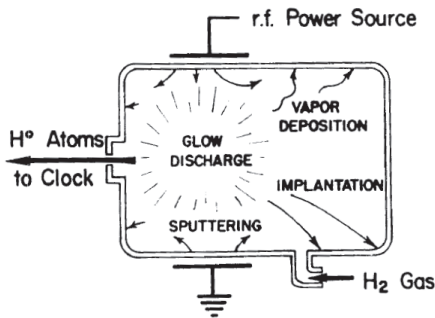 r.f. Power Source
VAPOR
DEPOSITION
H° Atoms
to Clock
GLOW
DISCHARGE
IMPLANTATION
SPUTTERING
H₂ Gas